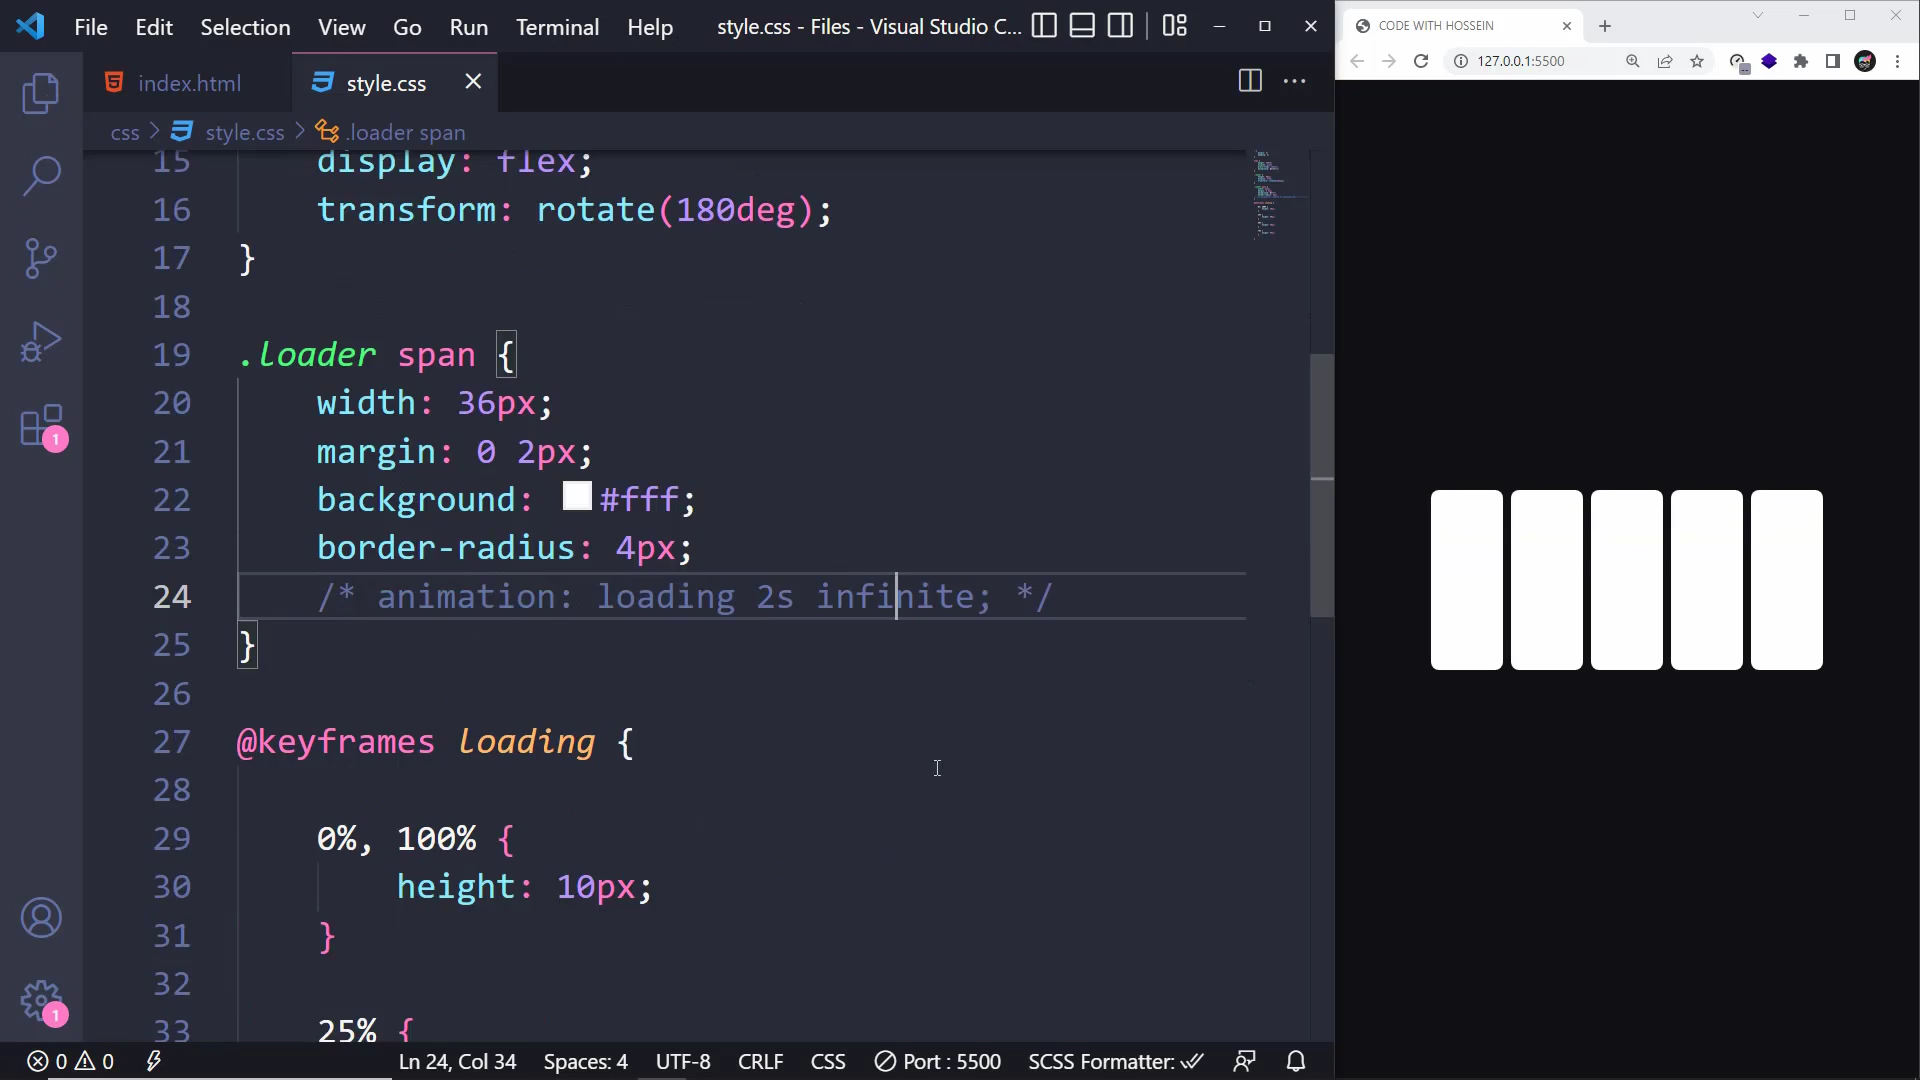 File Edit Selection View Go Run Terminal Help style.css - Files - Visual Studio C...
index.html style.css
css > style.css > .loader span
15 display: flex;
16 transform: rotate(180deg);
17 }
18
19 .loader span {
20 width: 36px;
21 margin: 0 2px;
22 background: #fff;
23 border-radius: 4px;
24 /* animation: loading 2s infinite; */
25 }
26
27 @keyframes loading {
28
29 0%, 100% {
30 height: 10px;
31 }
32
33 25% {
1
1
0 0 Ln 24, Col 34 Spaces: 4 UTF-8 CRLF CSS Port : 5500 SCSS Formatter:
CODE WITH HOSSEIN
127.0.0.1:5500